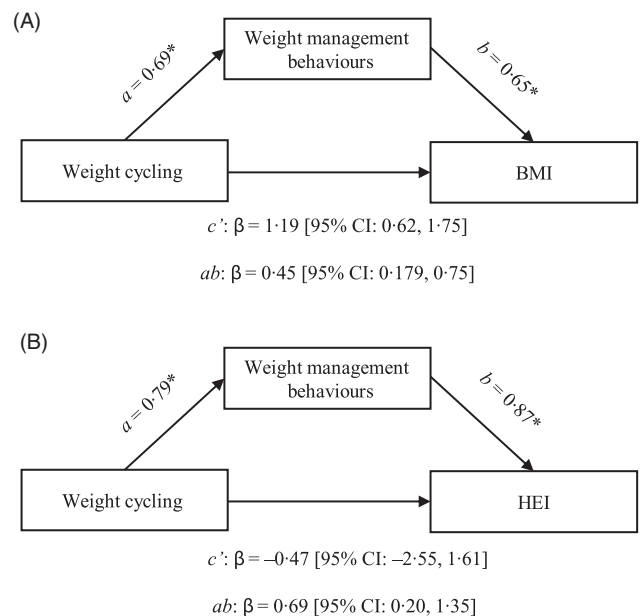 (A)
Weight management
behaviours
a = 0·69*
b = 0·65*
Weight cycling
BMI
c’: β = 1·19 [95% CI: 0·62, 1·75]
ab: β = 0·45 [95% CI: 0·179, 0·75]
(B)
Weight management
behaviours
a = 0·79*
b = 0·87*
Weight cycling
HEI
c’: β = –0·47 [95% CI: –2·55, 1·61]
ab: β = 0·69 [95% CI: 0·20, 1·35]